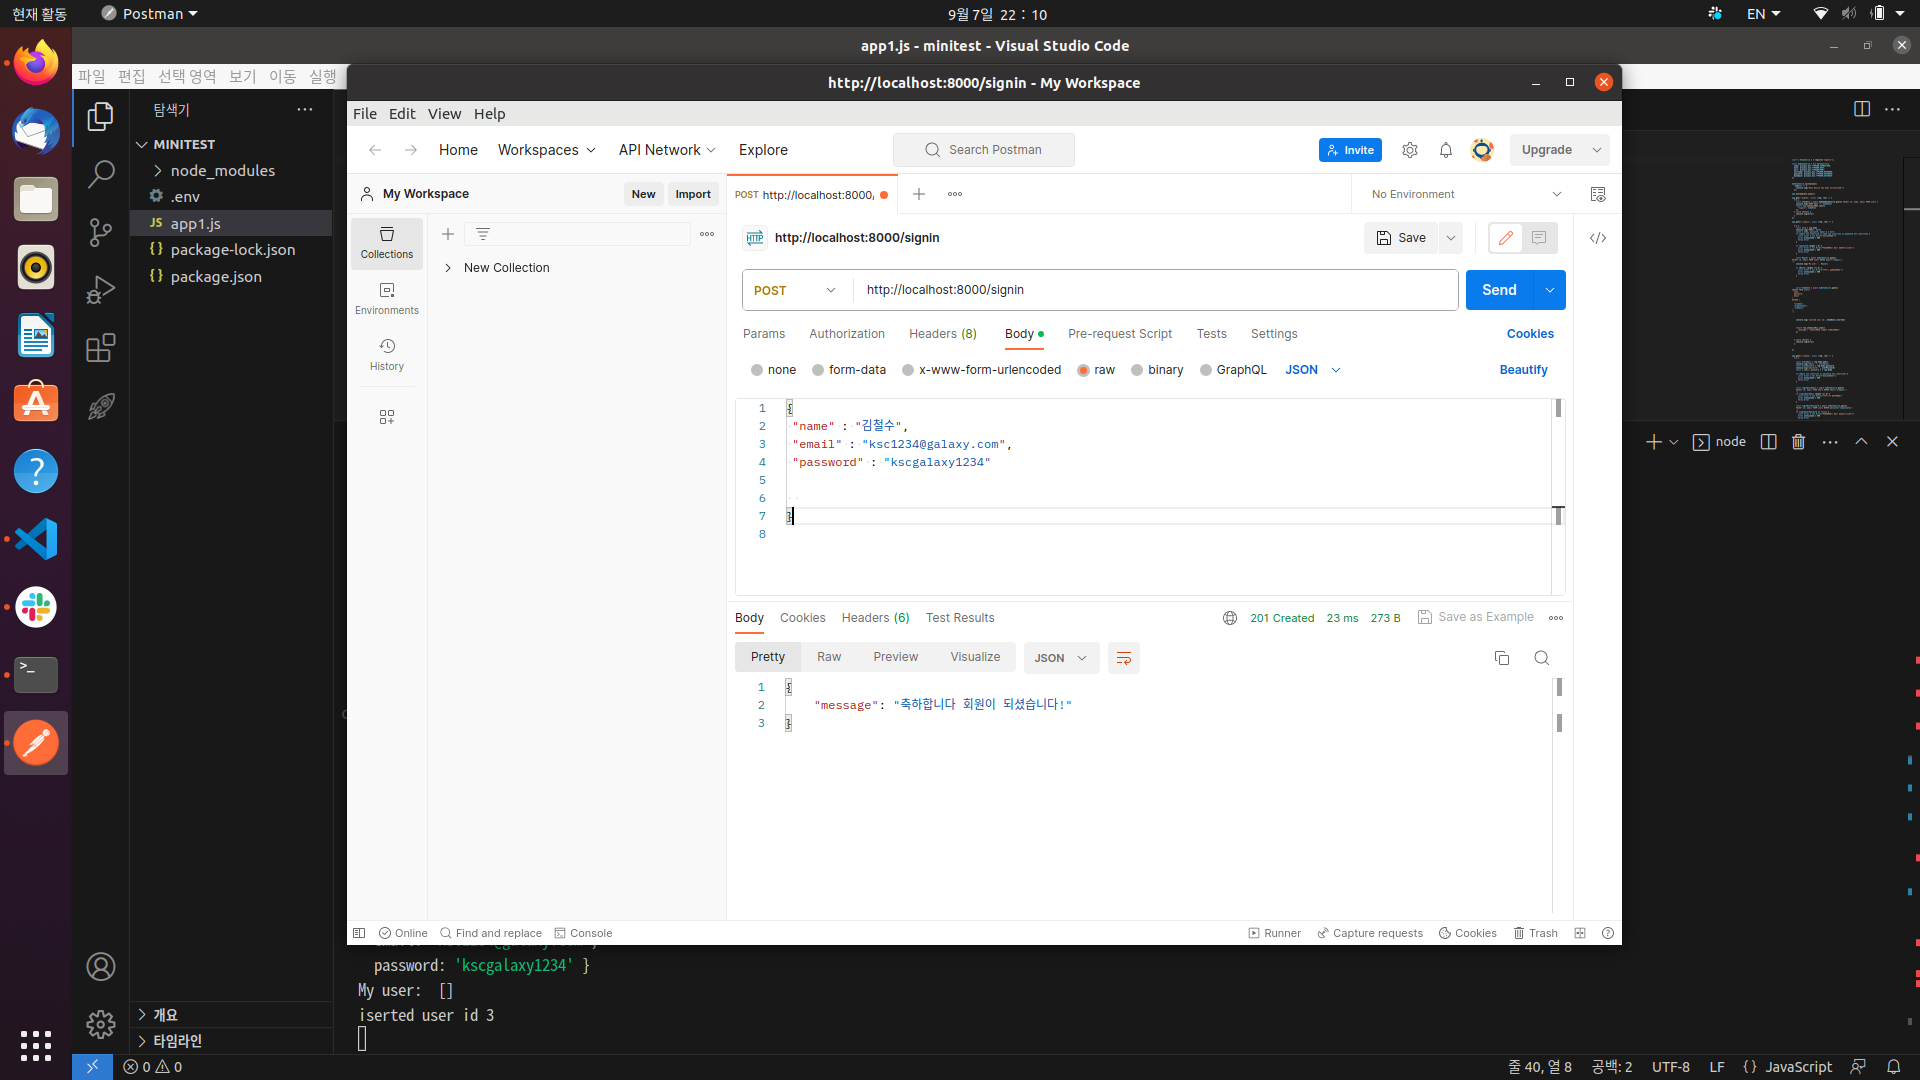 현재 활동
Postman
9월 7일 22 : 10
EN
app1.js - minitest - Visual Studio Code
파일 편집 선택 영역 보기 이동 실행
탐색기
MINITEST
node_modules
.env
JS app1.js
{} package-lock.json
{} package.json
개요
타임라인
http://localhost:8000/signin - My Workspace
File Edit View Help
Home Workspaces API Network Explore
Search Postman
Invite
Upgrade
My Workspace
New Import
POST http://localhost:8000/
No Environment
Collections
Environments
History
New Collection
HTTP http://localhost:8000/signin
Save
POST http://localhost:8000/signin
Send
Params Authorization Headers (8) Body Pre-request Script Tests Settings
Cookies
none form-data x-www-form-urlencoded raw binary GraphQL JSON
Beautify
1 {
2 "name" : "김철수",
3 "email" : "ksc1234@galaxy.com",
4 "password" : "kscgalaxy1234"
5
6
7 }
8
Body Cookies Headers (6) Test Results
201 Created 23 ms 273 B Save as Example
Pretty Raw Preview Visualize JSON
1 {
2 "message": "축하합니다 회원이 되셨습니다!"
3 }
Online Find and replace Console
Runner Capture requests Cookies Trash
node
password: 'kscgalaxy1234' }
My user: []
iserted user id 3
0 0
줄 40, 열 8 공백: 2 UTF-8 LF {} JavaScript